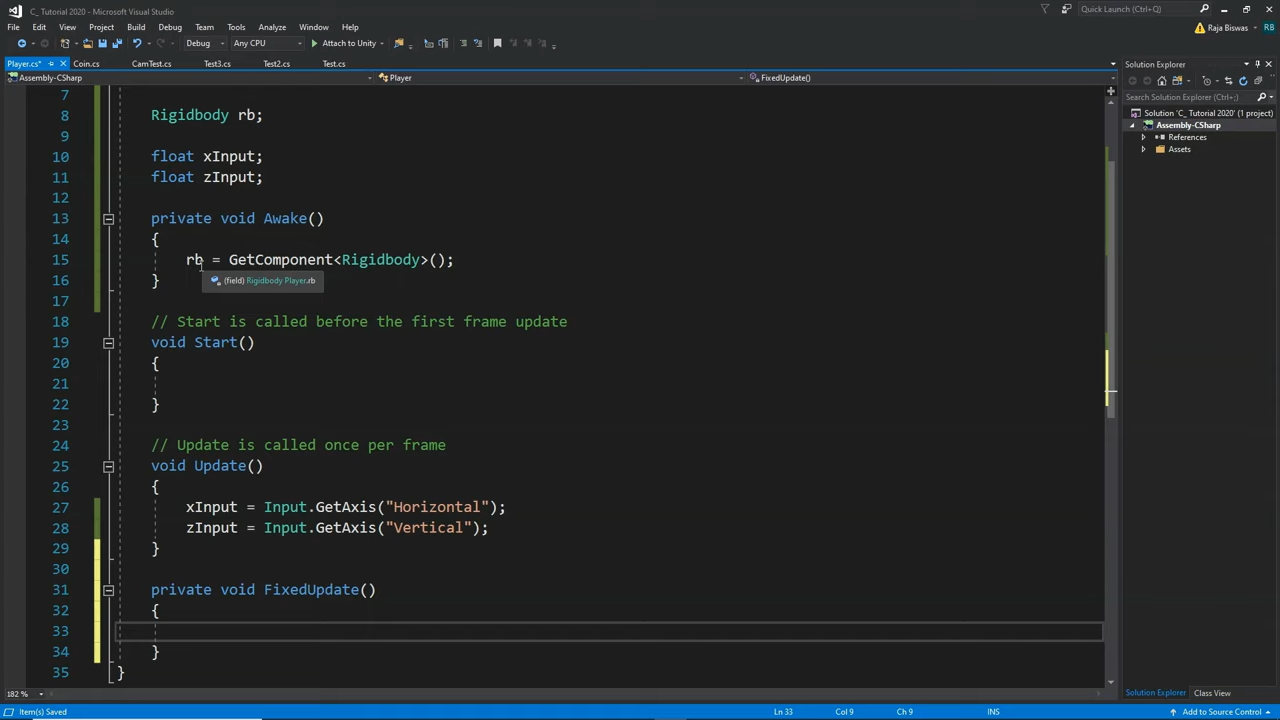 C_ Tutorial 2020 - Microsoft Visual Studio
Quick Launch (Ctrl+Q)
File Edit View Project Build Debug Team Tools Analyze Window Help
Raja Biswas RB
Debug Any CPU Attach to Unity
Player.cs* Coin.cs CamTest.cs Test3.cs Test2.cs Test.cs
Solution Explorer
Assembly-CSharp Player FixedUpdate()
Search Solution Explorer (Ctrl+;)
Solution 'C_ Tutorial 2020' (1 project)
Assembly-CSharp
References
Assets
7
8 Rigidbody rb;
9
10 float xInput;
11 float zInput;
12
13 private void Awake()
14 {
15 rb = GetComponent<Rigidbody>();
(field) Rigidbody Player.rb
16 }
17
18 // Start is called before the first frame update
19 void Start()
20 {
21
22 }
23
24 // Update is called once per frame
25 void Update()
26 {
27 xInput = Input.GetAxis("Horizontal");
28 zInput = Input.GetAxis("Vertical");
29 }
30
31 private void FixedUpdate()
32 {
33
34 }
35 }
182 %
Solution Explorer Class View
Item(s) Saved Ln 33 Col 9 Ch 9 INS Add to Source Control